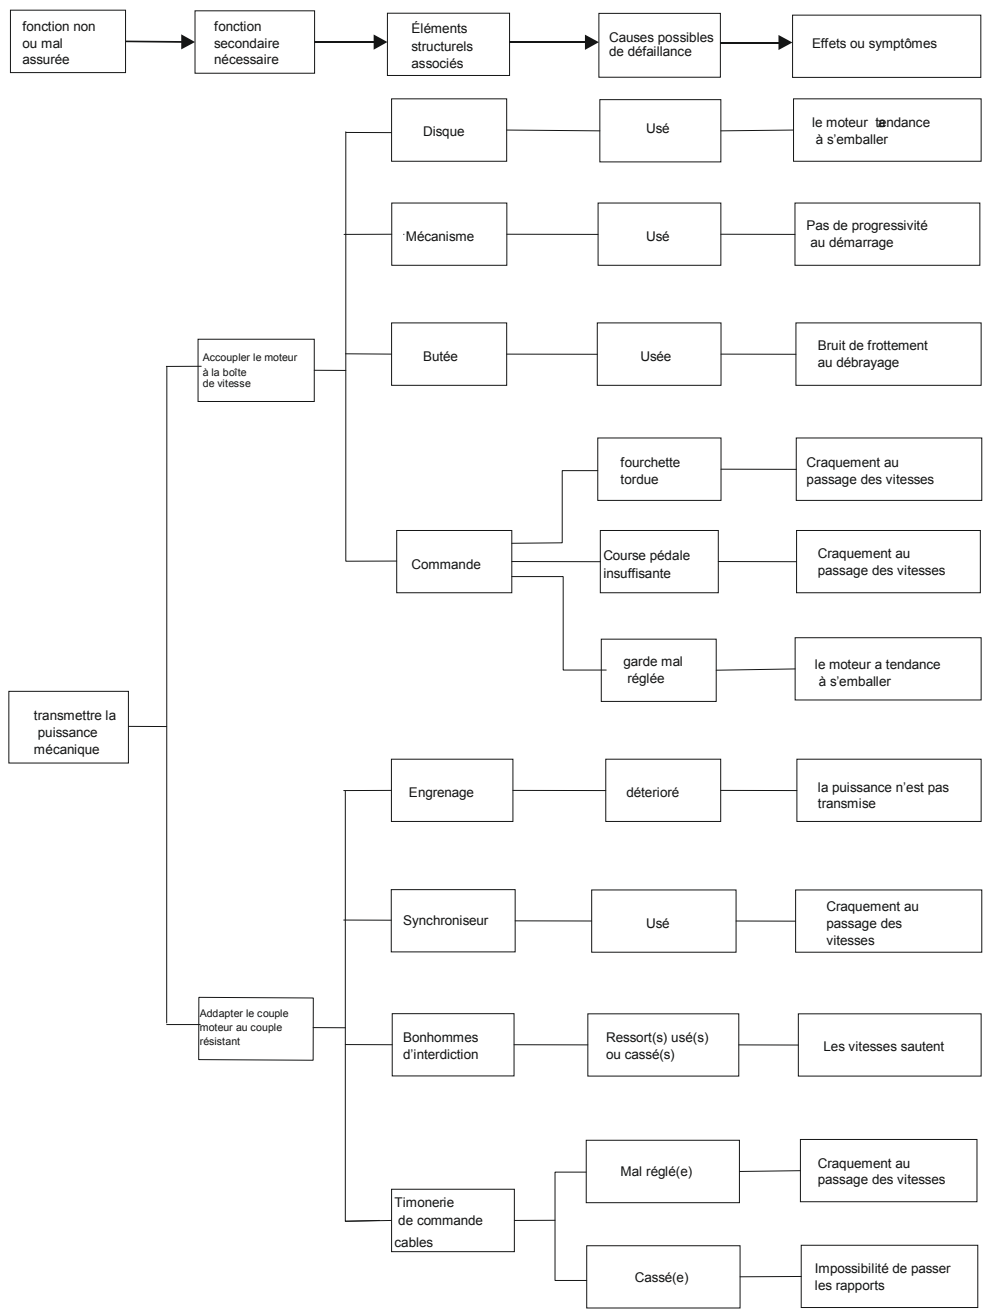 fonction non
ou mal
assurée
fonction
secondaire
nécessaire
Éléments
structurels
associés
Causes possibles
de défaillance
Effets ou symptômes
Disque
Usé
le moteur a tendance
à s'emballer
Mécanisme
Usé
Pas de progressivité
au démarrage
Accoupler le moteur
à la boîte
de vitesse
Butée
Usée
Bruit de frottement
au débrayage
fourchette
tordue
Craquement au
passage des vitesses
Commande
Course pédale
insuffisante
Craquement au
passage des vitesses
garde mal
réglée
le moteur a tendance
à s'emballer
transmettre la
puissance
mécanique
Engrenage
déterioré
la puissance n'est pas
transmise
Synchroniseur
Usé
Craquement au
passage des
vitesses
Addapter le couple
moteur au couple
résistant
Bonhommes
d'interdiction
Ressort(s) usé(s)
ou cassé(s)
Les vitesses sautent
Timonerie
de commande
cables
Mal réglé(e)
Craquement au
passage des vitesses
Cassé(e)
Impossibilité de passer
les rapports